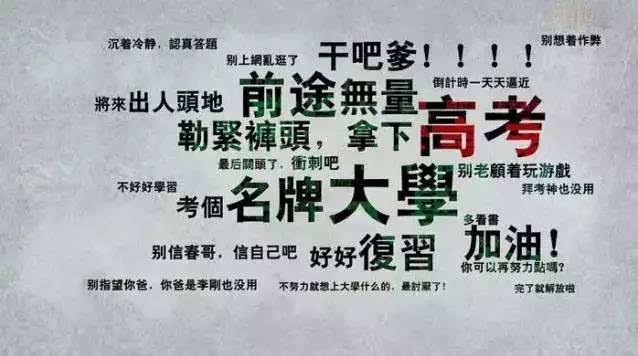 沉着冷静，認真答題
别上網亂逛了
干吧爹！！！！
别想着作弊
將來出人頭地
前途無量
倒計時一天天逼近
勒緊褲頭，拿下
高考
最后關頭了，衝刺吧
别老顧着玩游戲
不好好學習
考個名牌大學
拜考神也没用
多看書
别信春哥，信自己吧
好好復習
加油！
你可以再努力點嗎？
别指望你爸，你爸是李剛也没用
不努力就想上大學什么的，最討厭了！
完了就解放啦